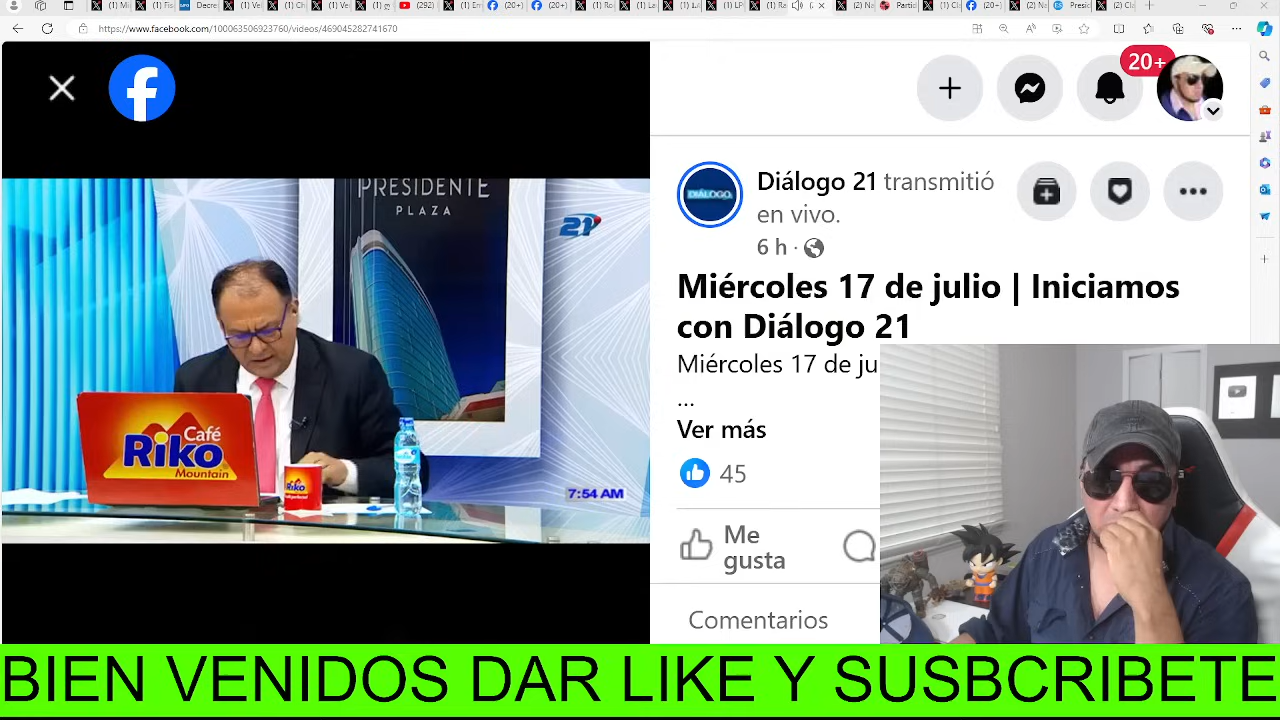 https://www.facebook.com/100063506923760/videos/469045282741670
20+
PRESIDENTE
PLAZA
21
Café
Riko
Mountain
Riko
7:54 AM
DIÁLOGO
Diálogo 21 transmitió
en vivo.
6 h ·
Miércoles 17 de julio | Iniciamos
con Diálogo 21
Miércoles 17 de ju
...
Ver más
45
Me
gusta
Comentarios
BIEN VENIDOS DAR LIKE Y SUSBCRIBETE